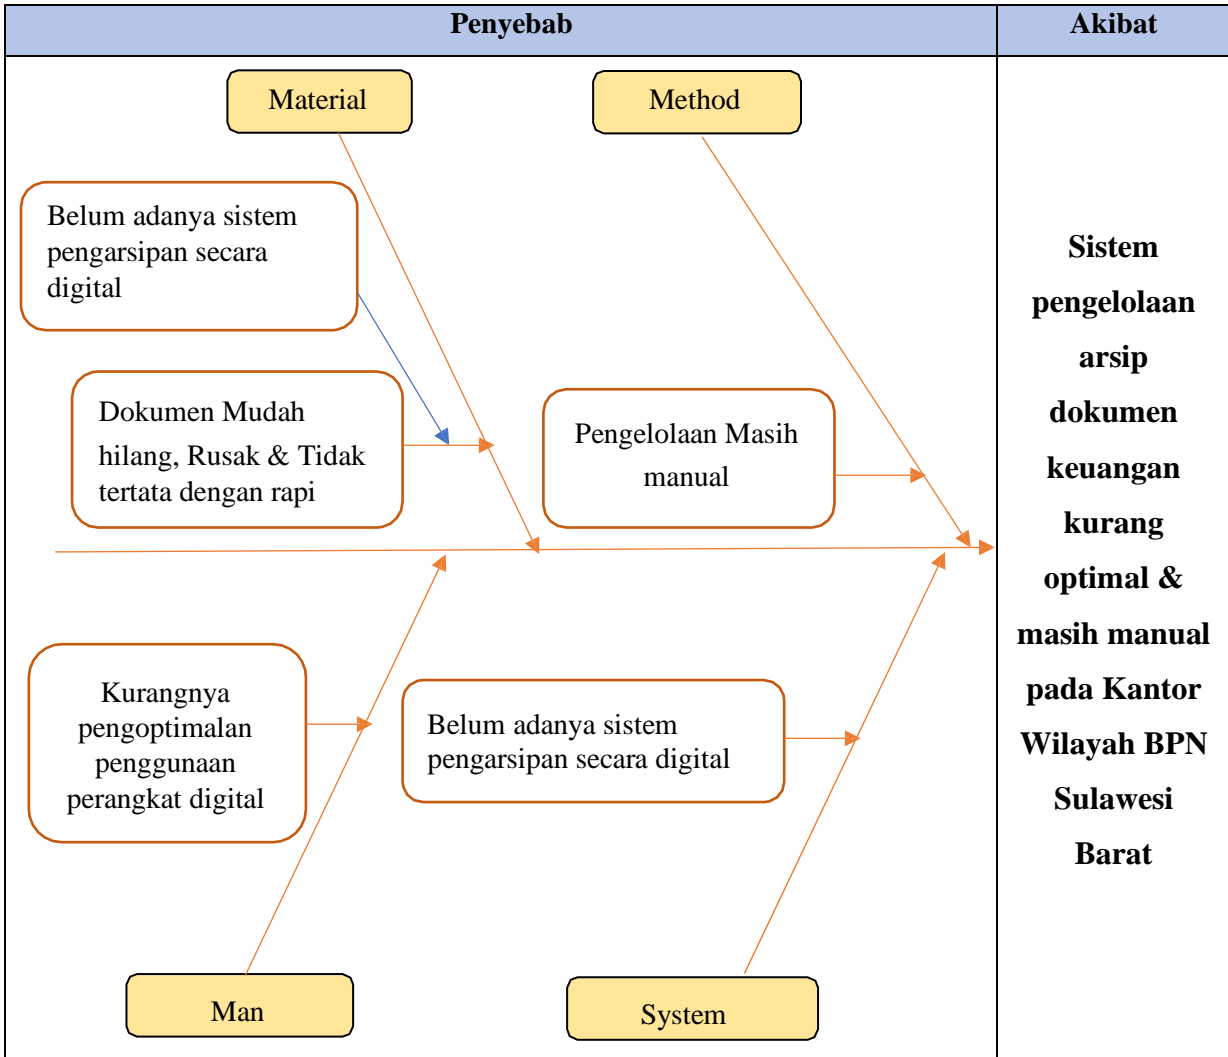 Penyebab
Akibat
Material
Method
Belum adanya sistem
pengarsipan secara
digital
Dokumen Mudah
hilang, Rusak & Tidak
tertata dengan rapi
Pengelolaan Masih
manual
Kurangnya
pengoptimalan
penggunaan
perangkat digital
Belum adanya sistem
pengarsipan secara digital
Man
System
Sistem
pengelolaan
arsip
dokumen
keuangan
kurang
optimal &
masih manual
pada Kantor
Wilayah BPN
Sulawesi
Barat